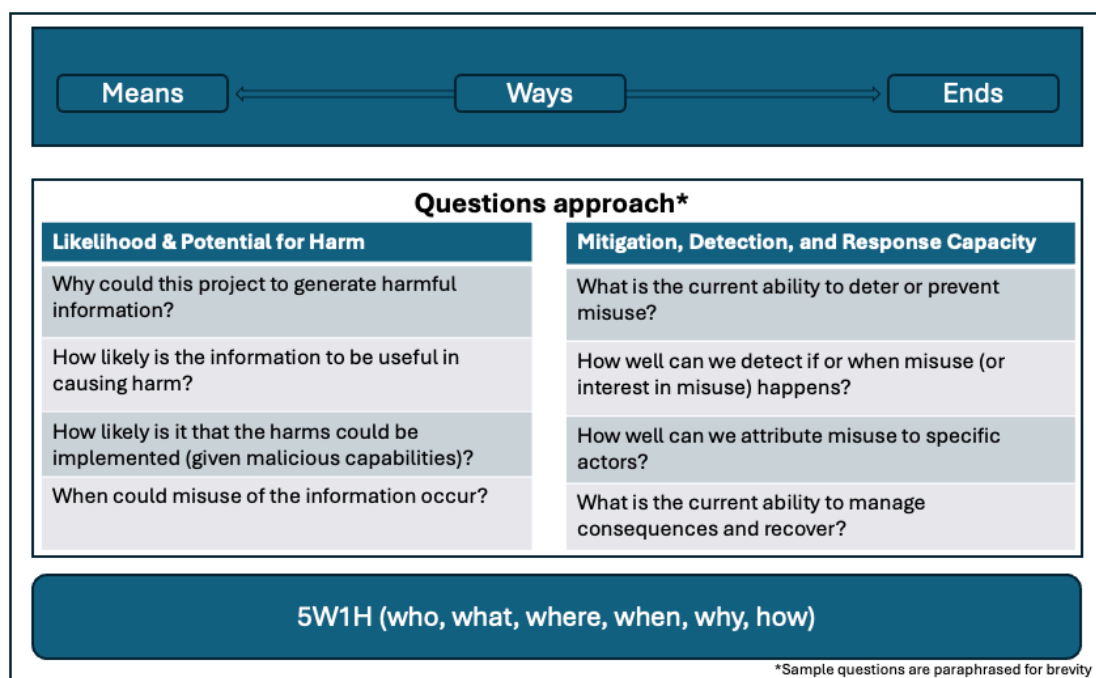 Means
Ways
Ends
Questions approach*
Likelihood & Potential for Harm
Why could this project to generate harmful
information?
How likely is the information to be useful in
causing harm?
How likely is it that the harms could be
implemented (given malicious capabilities)?
When could misuse of the information occur?
Mitigation, Detection, and Response Capacity
What is the current ability to deter or prevent
misuse?
How well can we detect if or when misuse (or
interest in misuse) happens?
How well can we attribute misuse to specific
actors?
What is the current ability to manage
consequences and recover?
5W1H (who, what, where, when, why, how)
*Sample questions are paraphrased for brevity